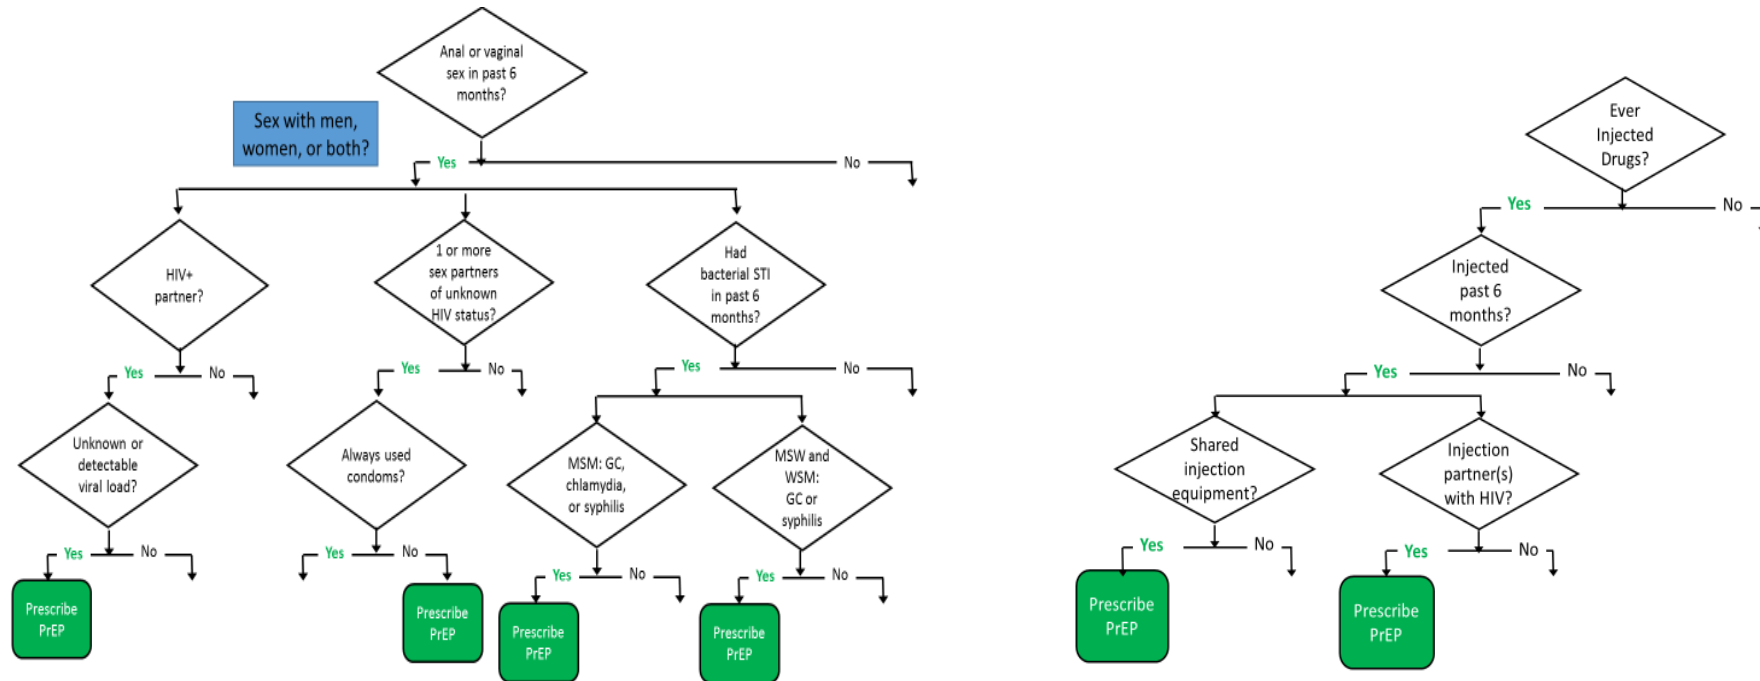 Anal or vaginal
sex in past 6
months?
Sex with men,
women, or both?
Yes
No
HIV+
partner?
1 or more
sex partners
of unknown
HIV status?
Had
bacterial STI
in past 6
months?
Yes
No
Yes
No
Yes
No
Unknown or
detectable
viral load?
Always used
condoms?
MSM: GC,
chlamydia,
or syphilis
MSW and
WSM:
GC or
syphilis
Yes
No
Yes
No
Yes
No
Yes
No
Prescribe
PrEP
Prescribe
PrEP
Prescribe
PrEP
Prescribe
PrEP
Ever
Injected
Drugs?
Yes
No
Injected
past 6
months?
Yes
No
Shared
injection
equipment?
Injection
partner(s)
with HIV?
Yes
No
Yes
No
Prescribe
PrEP
Prescribe
PrEP